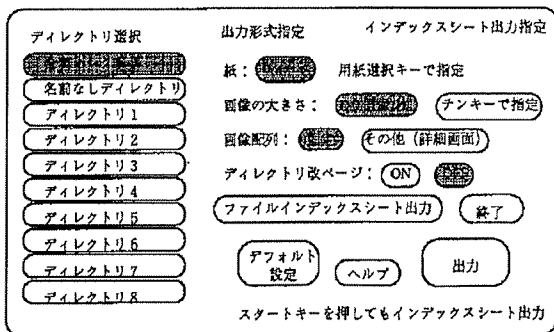 ディレクトリ選択
出力形式指定
インデックスシート出力指定
紙：
用紙選択キーで指定
名前なしディレクトリ
画像の大きさ：
テンキーで指定
ディレクトリ1
ディレクトリ2
画像配列：
その他（詳細画面）
ディレクトリ3
ディレクトリ改ページ：
ON
ディレクトリ4
ファイルインデックスシート出力
終了
ディレクトリ5
ディレクトリ6
ディレクトリ7
ディレクトリ8
デフォルト
設定
ヘルプ
出力
スタートキーを押してもインデックスシート出力